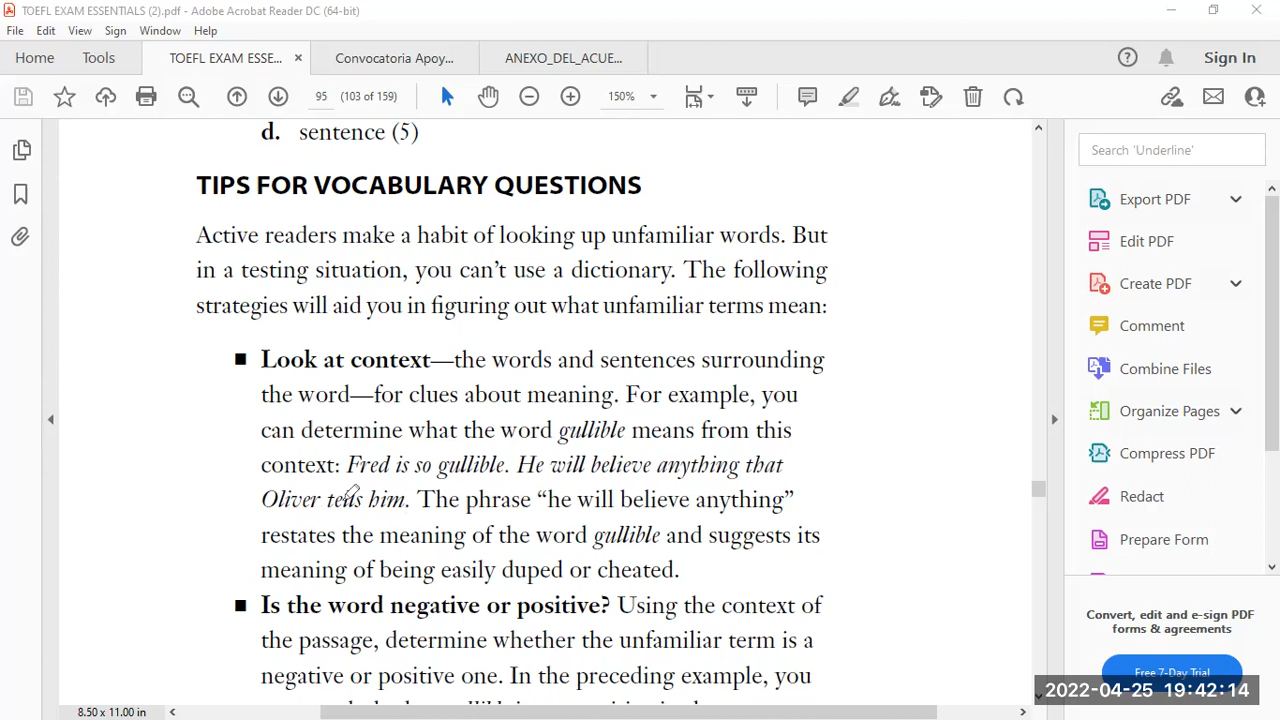 TOEFL EXAM ESSENTIALS (2).pdf - Adobe Acrobat Reader DC (64-bit)
File Edit View Sign Window Help
Home Tools TOEFL EXAM ESSE... × Convocatoria Apoy... ANEXO_DEL_ACUE... Sign In
95 (103 of 159) 150%
d. sentence (5)
TIPS FOR VOCABULARY QUESTIONS
Active readers make a habit of looking up unfamiliar words. But
in a testing situation, you can't use a dictionary. The following
strategies will aid you in figuring out what unfamiliar terms mean:
■ Look at context—the words and sentences surrounding
the word—for clues about meaning. For example, you
can determine what the word gullible means from this
context: Fred is so gullible. He will believe anything that
Oliver tells him. The phrase “he will believe anything”
restates the meaning of the word gullible and suggests its
meaning of being easily duped or cheated.
■ Is the word negative or positive? Using the context of
the passage, determine whether the unfamiliar term is a
negative or positive one. In the preceding example, you
8.50 x 11.00 in
Search 'Underline'
Export PDF
Edit PDF
Create PDF
Comment
Combine Files
Organize Pages
Compress PDF
Redact
Prepare Form
Convert, edit and e-sign PDF
forms & agreements
Free 7-Day Trial
2022-04-25 19:42:14